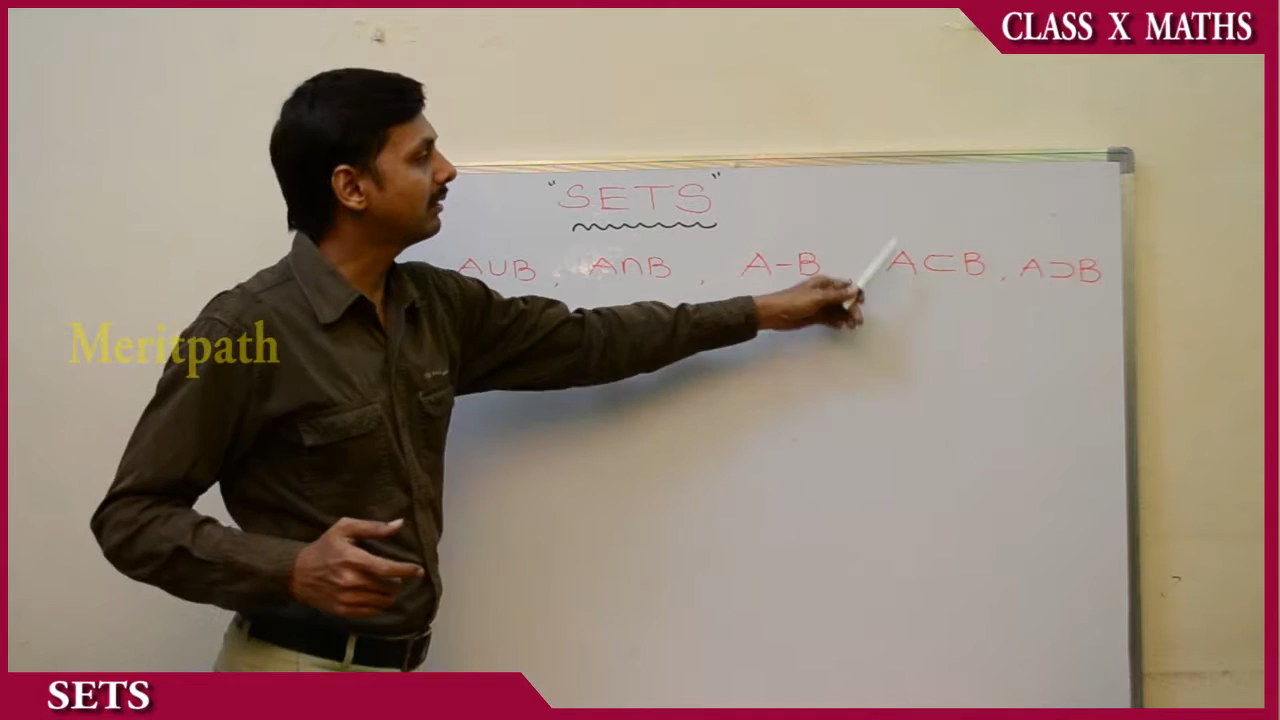 CLASS X MATHS
"SETS"
A∪B, A∩B, A-B A⊂B, A⊃B
Meritpath
SETS